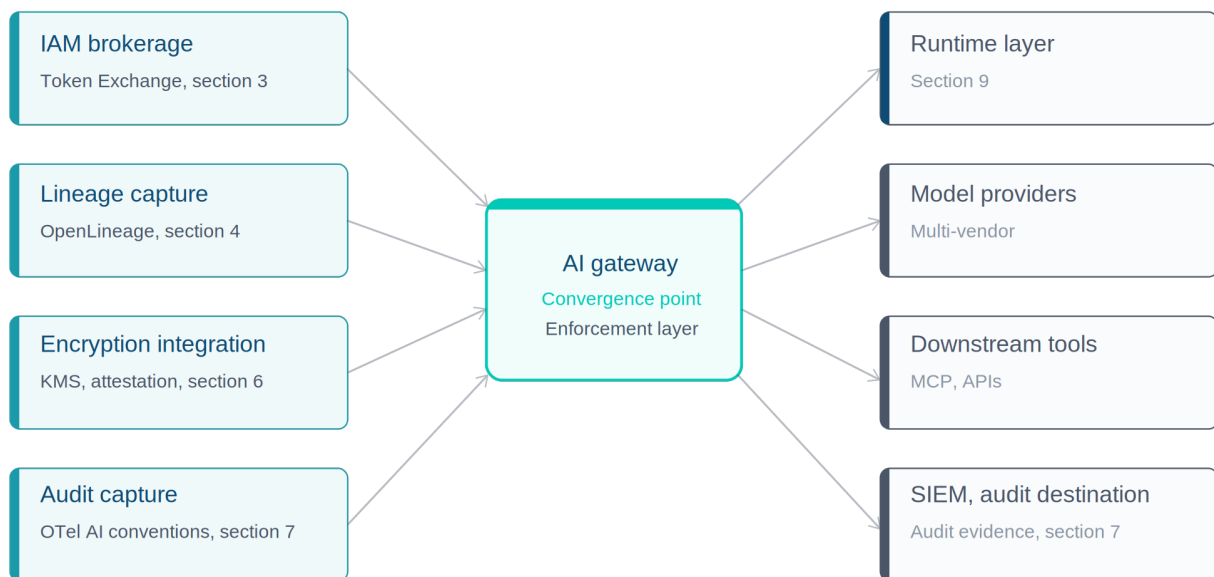 IAM brokerage
Token Exchange, section 3
Lineage capture
OpenLineage, section 4
Encryption integration
KMS, attestation, section 6
Audit capture
OTel AI conventions, section 7
AI gateway
Convergence point
Enforcement layer
Runtime layer
Section 9
Model providers
Multi-vendor
Downstream tools
MCP, APIs
SIEM, audit destination
Audit evidence, section 7